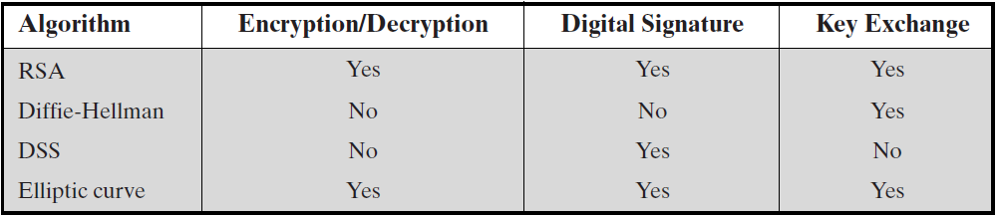 Algorithm Encryption/Decryption Digital Signature Key Exchange
RSA Yes Yes Yes
Diffie-Hellman No No Yes
DSS No Yes No
Elliptic curve Yes Yes Yes